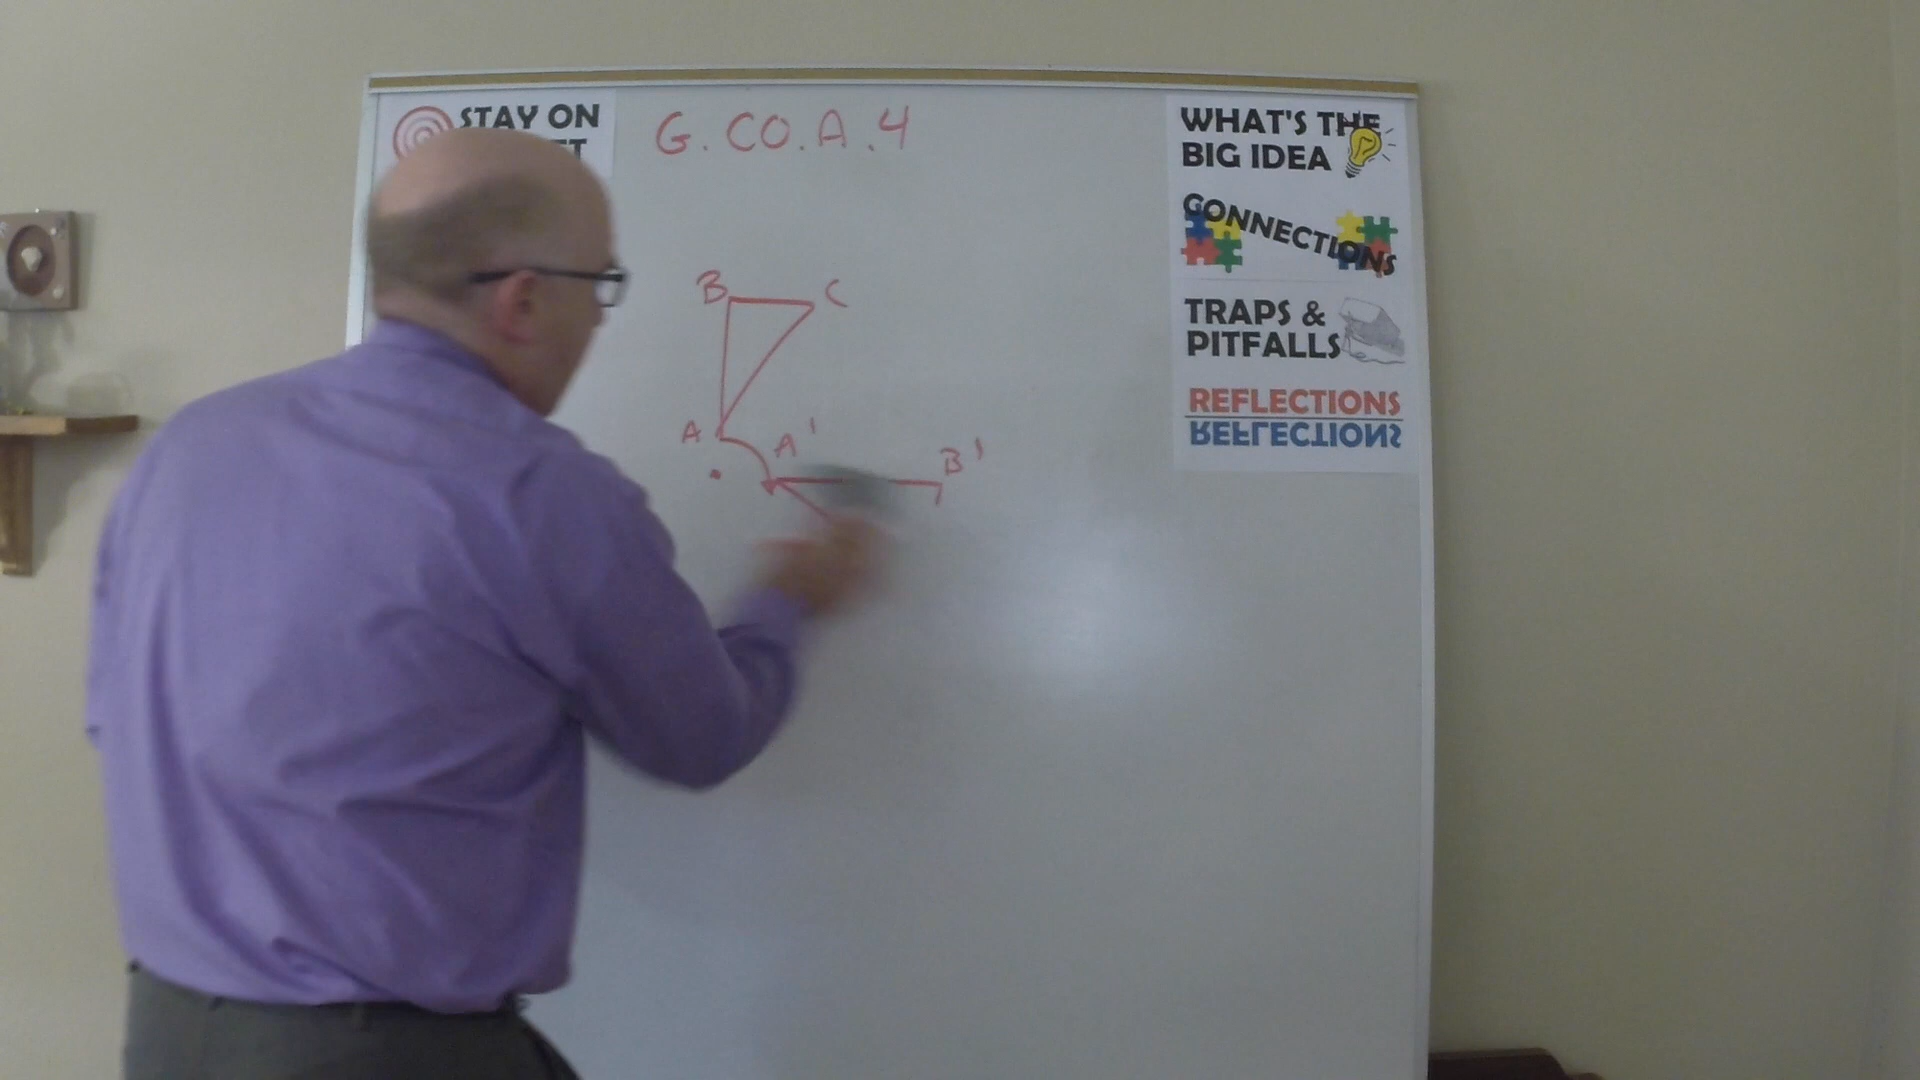 STAY ON
G.CO.A.4
WHAT'S THE
BIG IDEA
CONNECTIONS
B C
TRAPS &
PITFALLS
REFLECTIONS
REFLECTIONS
A A'
B'